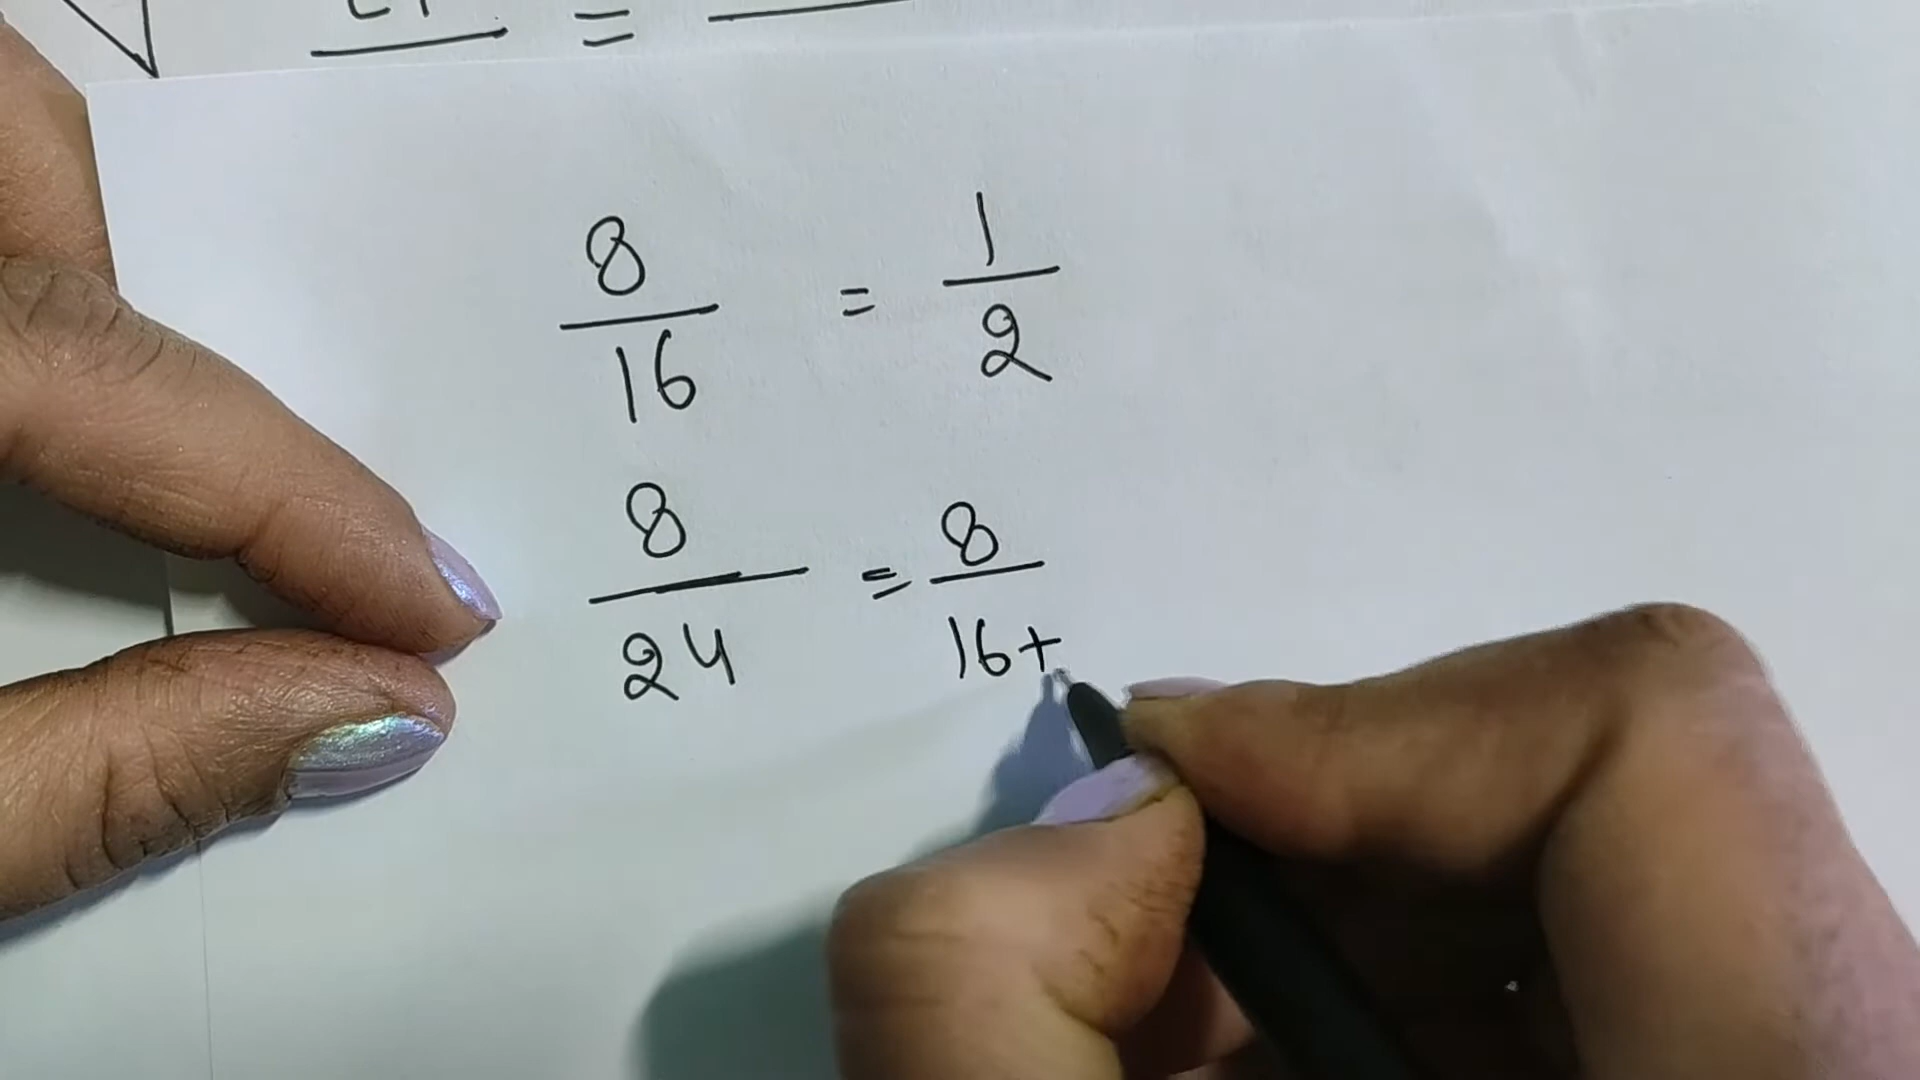 =
8/16 = 1/2
8/24 = 8/16+